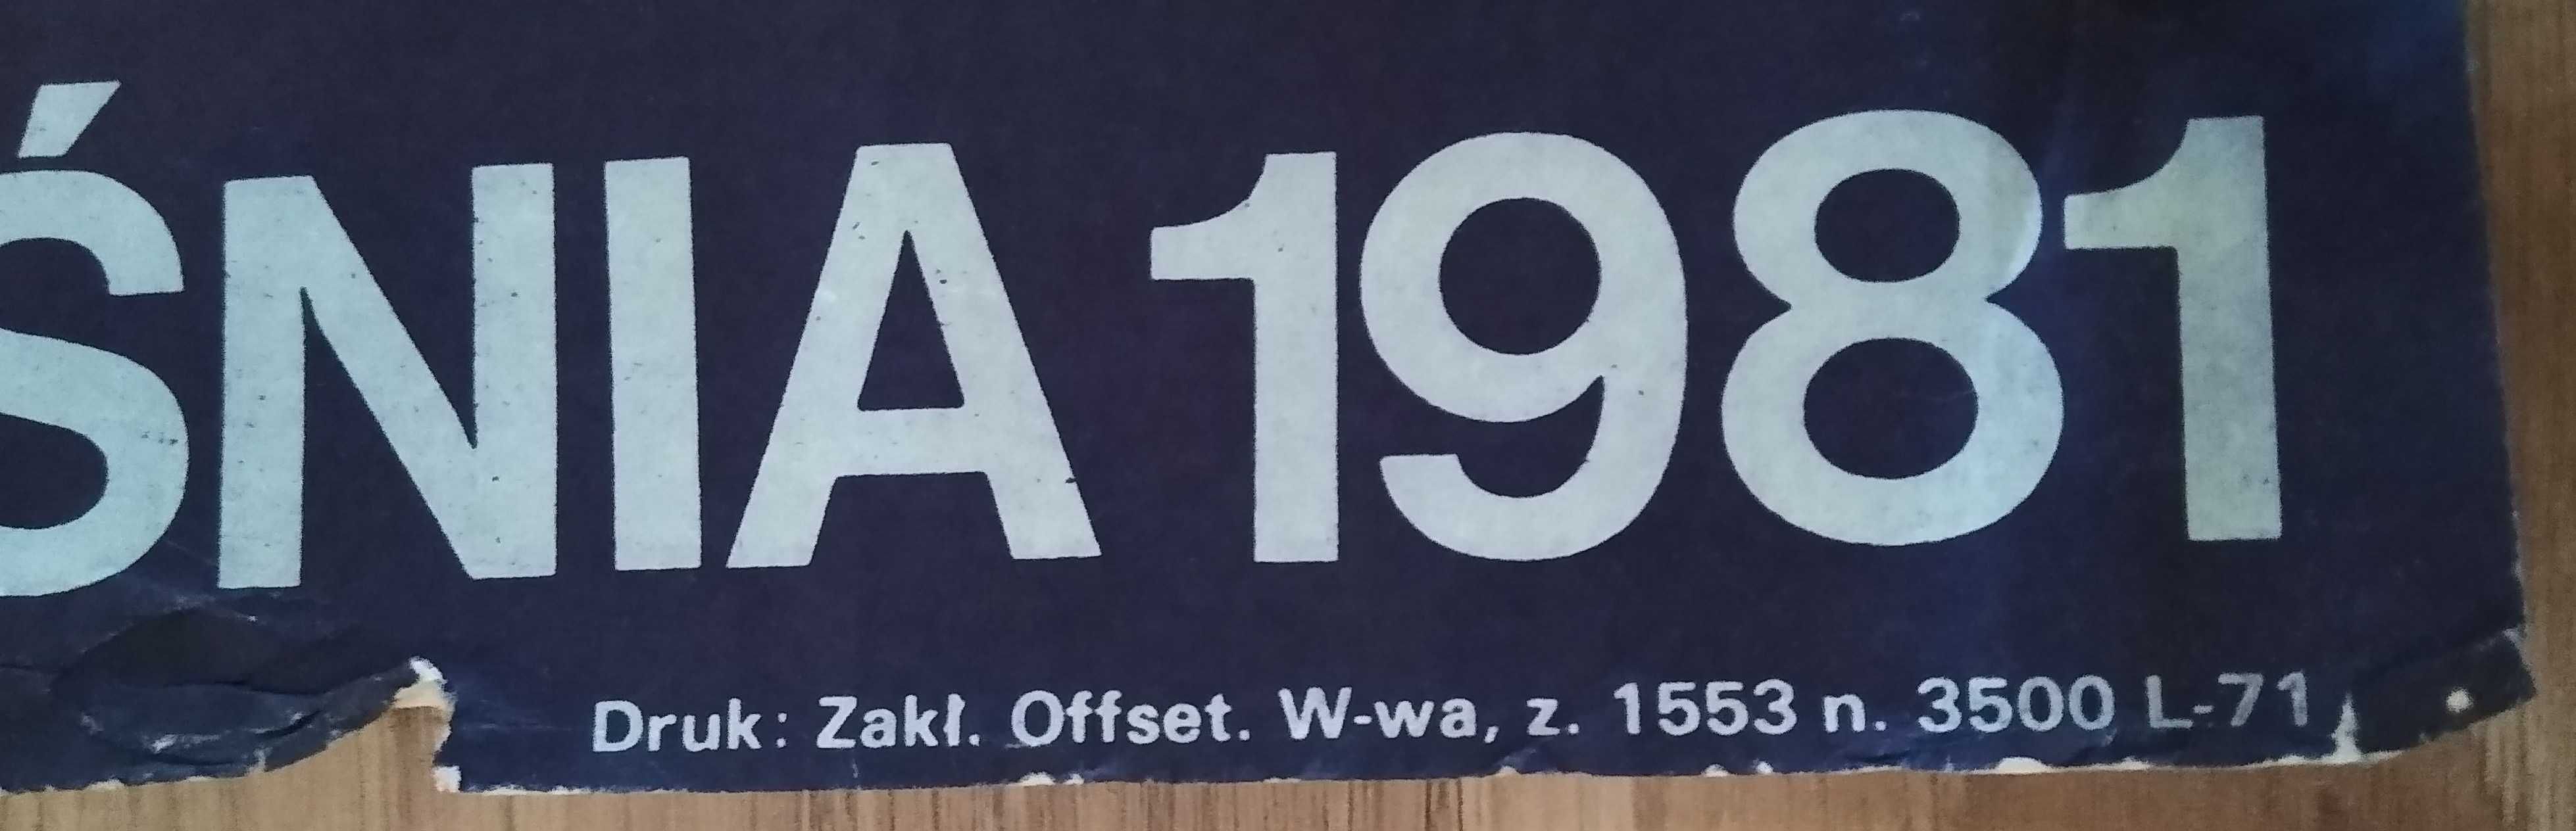 ŚNIA 1981
Druk: Zakł. Offset. W-wa, z. 1553 n. 3500 L-71